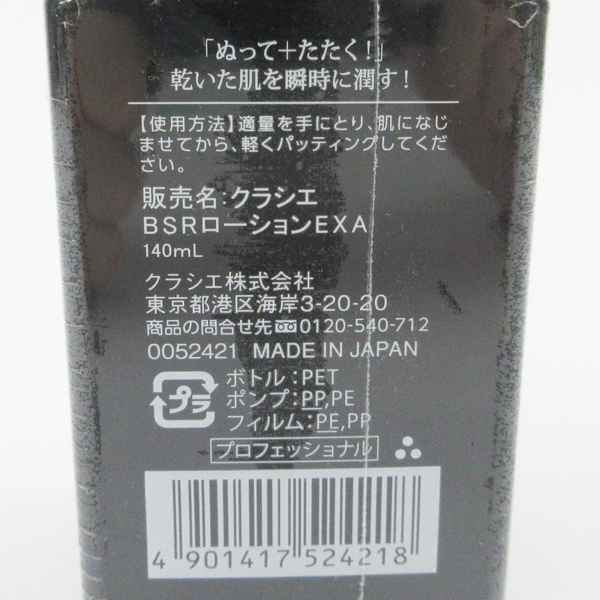 「ぬって＋たたく！」
乾いた肌を瞬時に潤す！
【使用方法】適量を手にとり、肌になじ
ませてから、軽くパッティングしてくだ
さい。
販売名：クラシエ
BSRローションEXA
140mL
クラシエ株式会社
東京都港区海岸3-20-20
商品の問合せ先 0120-540-712
0052421 MADE IN JAPAN
プラ
ボトル：PET
ポンプ：PP,PE
フィルム：PE,PP
プロフェッショナル
4 901417 524218